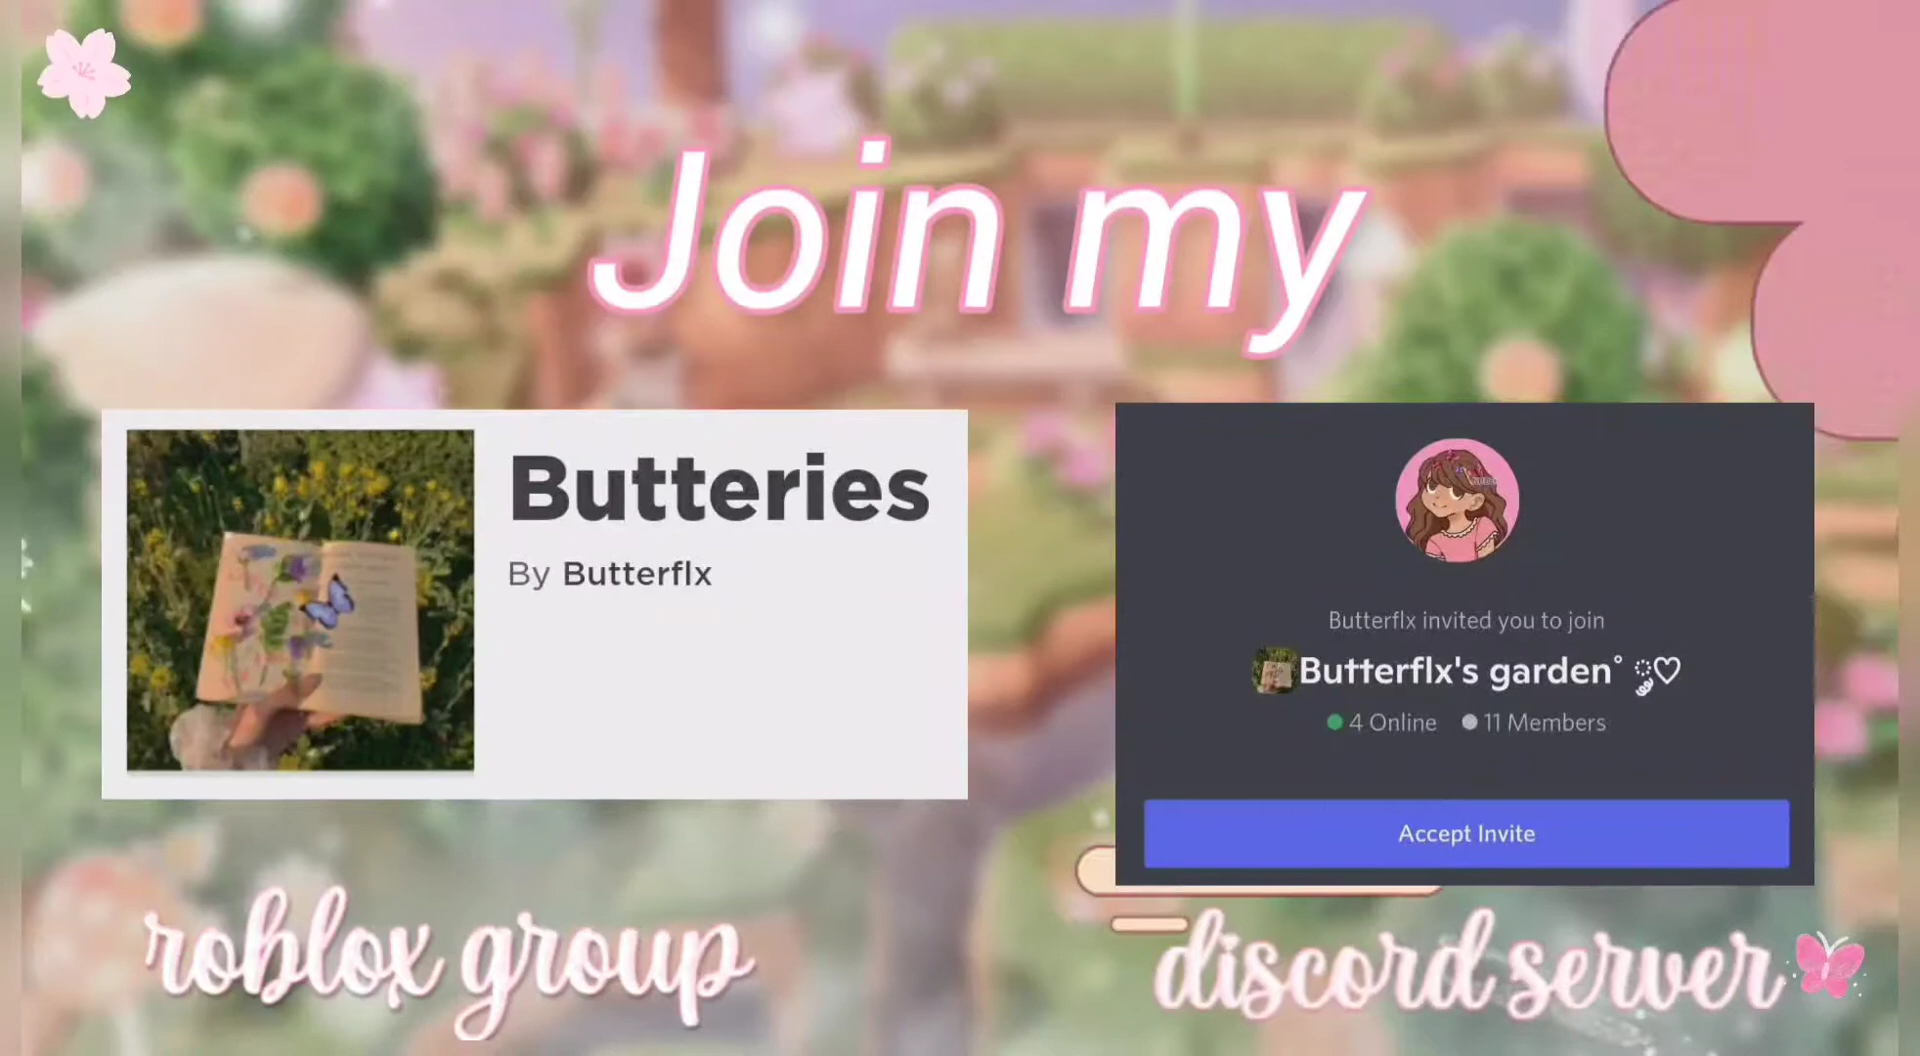 Join my
Butteries
By Butterflx
Butterflx invited you to join
Butterflx's garden˚ ೃ♡
4 Online 11 Members
Accept Invite
roblox group
discord server